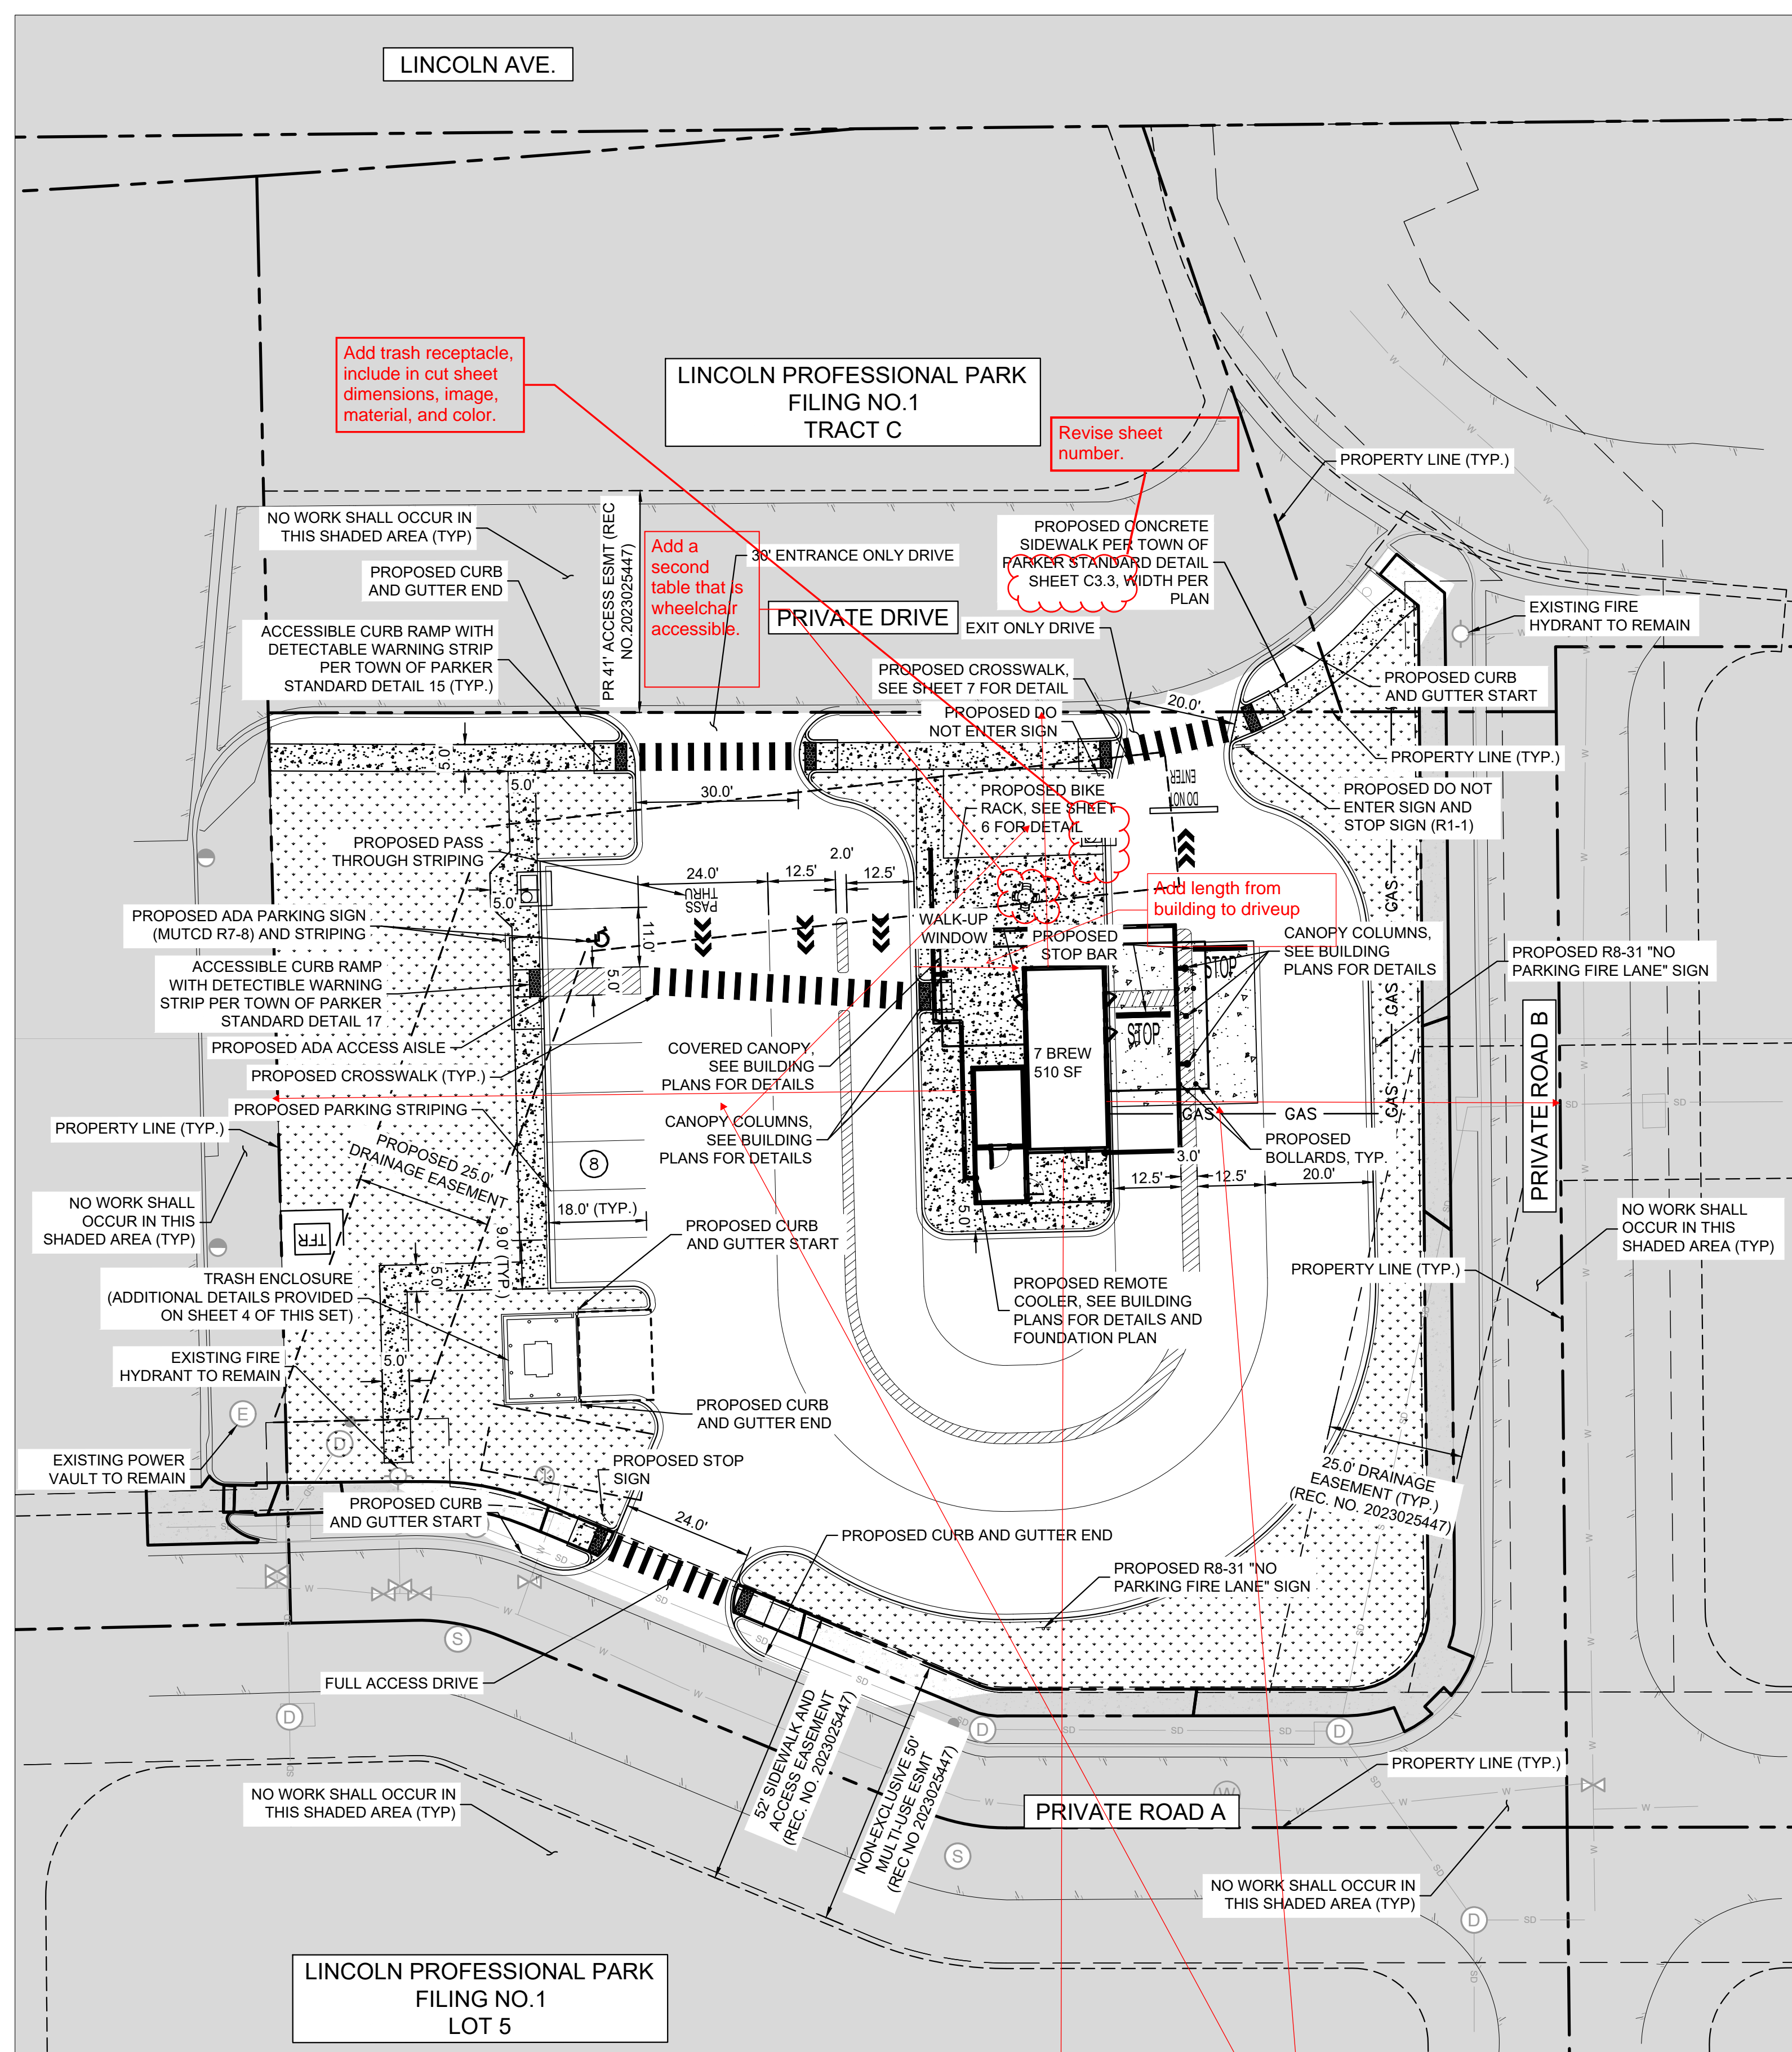 LINCOLN AVE.
Add trash receptacle,
include in cut sheet
dimensions, image,
material, and color.
LINCOLN PROFESSIONAL PARK
FILING NO.1
TRACT C
Revise sheet
number.
PROPERTY LINE (TYP.)
NO WORK SHALL OCCUR IN
THIS SHADED AREA (TYP)
PR 41' ACCESS ESMT (REC
NO.2023025447)
Add a
second
table that is
wheelchair
accessible.
30' ENTRANCE ONLY DRIVE
PROPOSED CONCRETE
SIDEWALK PER TOWN OF
PARKER STANDARD DETAIL
SHEET C3.3, WIDTH PER
PLAN
PROPOSED CURB
AND GUTTER END
PRIVATE DRIVE
EXIT ONLY DRIVE
EXISTING FIRE
HYDRANT TO REMAIN
ACCESSIBLE CURB RAMP WITH
DETECTABLE WARNING STRIP
PER TOWN OF PARKER
STANDARD DETAIL 15 (TYP.)
PROPOSED CROSSWALK,
SEE SHEET 7 FOR DETAIL
PROPOSED CURB
AND GUTTER START
PROPOSED DO
NOT ENTER SIGN
20.0'
5.0'
5.0'
30.0'
PROPERTY LINE (TYP.)
DO NOT
ENTER
PROPOSED BIKE
RACK, SEE SHEET
6 FOR DETAIL
PROPOSED DO NOT
ENTER SIGN AND
STOP SIGN (R1-1)
PROPOSED PASS
THROUGH STRIPING
24.0'
12.5'
2.0'
12.5'
PASS
THRU
5.0'
11.0'
5.0'
Add length from
building to driveup
GAS
GAS
GAS
GAS
PROPOSED ADA PARKING SIGN
(MUTCD R7-8) AND STRIPING
WALK-UP
WINDOW
PROPOSED
STOP BAR
CANOPY COLUMNS,
SEE BUILDING
PLANS FOR DETAILS
STOP
STOP
PROPOSED R8-31 "NO
PARKING FIRE LANE" SIGN
ACCESSIBLE CURB RAMP
WITH DETECTIBLE WARNING
STRIP PER TOWN OF PARKER
STANDARD DETAIL 17
PROPOSED ADA ACCESS AISLE
PROPOSED CROSSWALK (TYP.)
COVERED CANOPY,
SEE BUILDING
PLANS FOR DETAILS
7 BREW
510 SF
PRIVATE ROAD B
PROPOSED PARKING STRIPING
CANOPY COLUMNS,
SEE BUILDING
PLANS FOR DETAILS
GAS
GAS
PROPERTY LINE (TYP.)
PROPOSED 25.0'
DRAINAGE EASEMENT
8
PROPOSED
BOLLARDS, TYP.
3.0'
12.5'
12.5'
20.0'
NO WORK SHALL
OCCUR IN THIS
SHADED AREA (TYP)
TFR
18.0' (TYP.)
9.0' (TYP.)
5.0'
NO WORK SHALL
OCCUR IN THIS
SHADED AREA (TYP)
PROPOSED CURB
AND GUTTER START
TRASH ENCLOSURE
(ADDITIONAL DETAILS PROVIDED
ON SHEET 4 OF THIS SET)
5.0'
PROPERTY LINE (TYP.)
PROPOSED REMOTE
COOLER, SEE BUILDING
PLANS FOR DETAILS AND
FOUNDATION PLAN
EXISTING FIRE
HYDRANT TO REMAIN
5.0'
PROPOSED CURB
AND GUTTER END
E
D
EXISTING POWER
VAULT TO REMAIN
PROPOSED STOP
SIGN
25.0' DRAINAGE
EASEMENT (TYP.)
(REC. NO. 2023025447)
PROPOSED CURB
AND GUTTER START
24.0'
PROPOSED CURB AND GUTTER END
PROPOSED R8-31 "NO
PARKING FIRE LANE" SIGN
S
FULL ACCESS DRIVE
D
52' SIDEWALK AND
ACCESS EASEMENT
(REC. NO. 2023025447)
NON-EXCLUSIVE 50'
MULTI-USE ESMT
(REC NO 2023025447)
D
D
PROPERTY LINE (TYP.)
NO WORK SHALL OCCUR IN
THIS SHADED AREA (TYP)
W
PRIVATE ROAD A
S
NO WORK SHALL OCCUR IN
THIS SHADED AREA (TYP)
D
LINCOLN PROFESSIONAL PARK
FILING NO.1
LOT 5